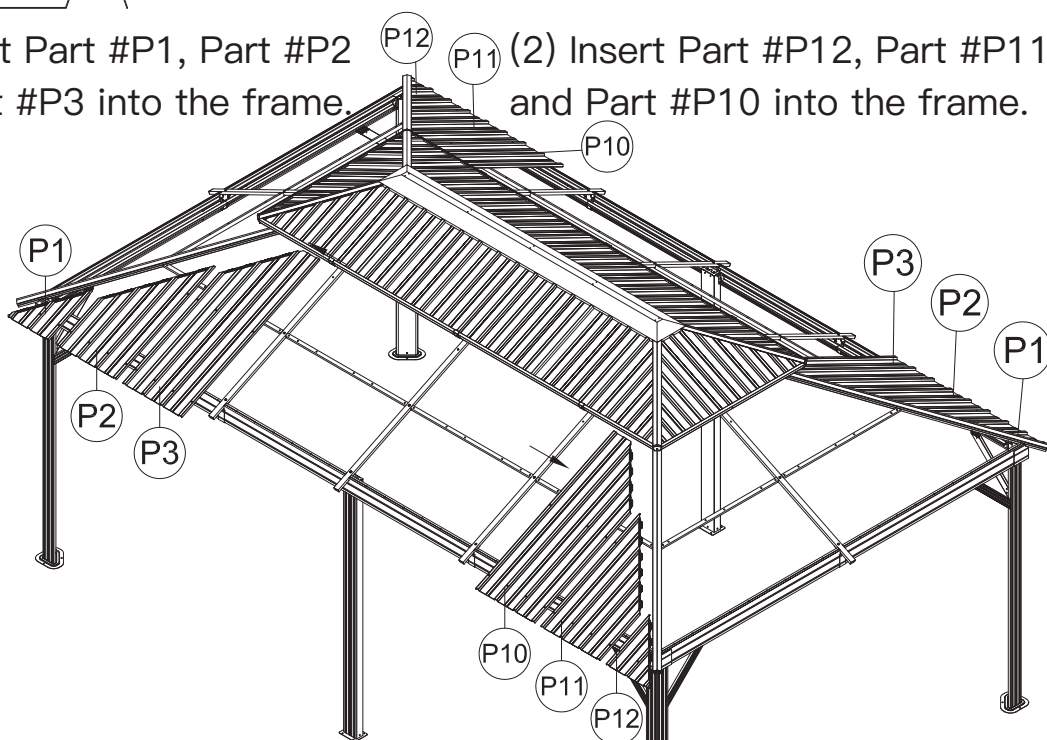 t Part #P1, Part #P2
#P3 into the frame.
(2) Insert Part #P12, Part #P11
and Part #P10 into the frame.
P12
P11
P10
P1
P2
P3
P3
P2
P1
P10
P11
P12